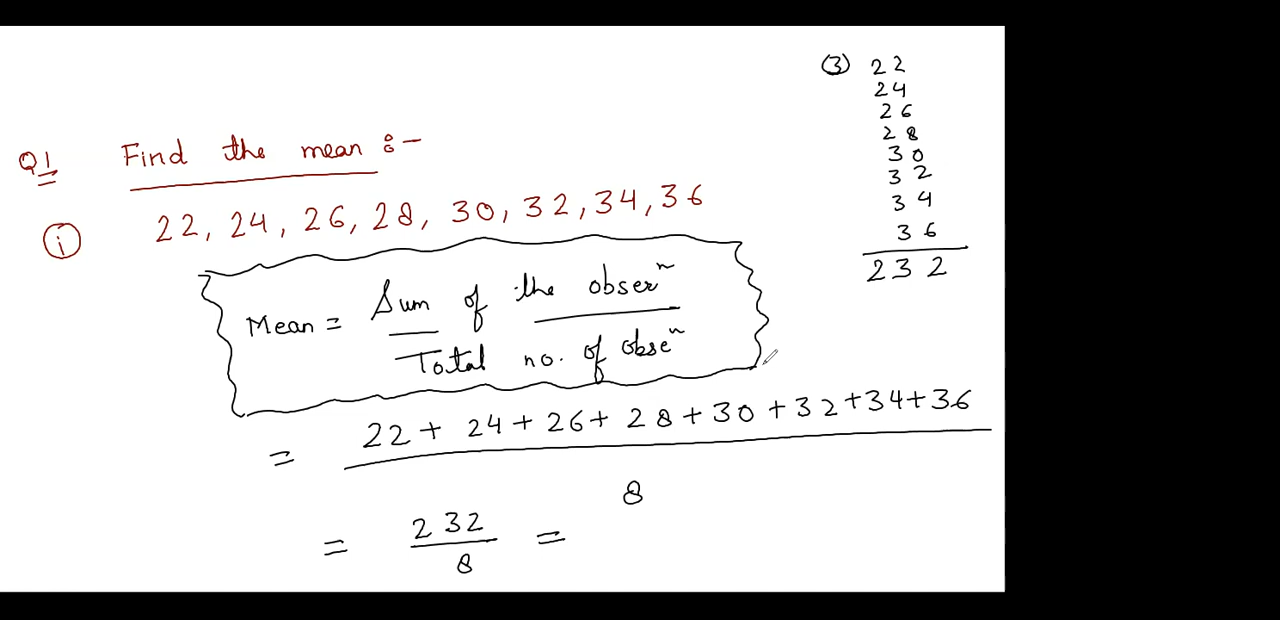 Q1 Find the mean :-
(i) 22, 24, 26, 28, 30, 32, 34, 36
Mean = Sum of the obserⁿ
Total no. of obseⁿ
= 22 + 24 + 26 + 28 + 30 + 32 + 34 + 36
8
= 232
8
=
(3) 22
24
26
28
30
32
34
36
232